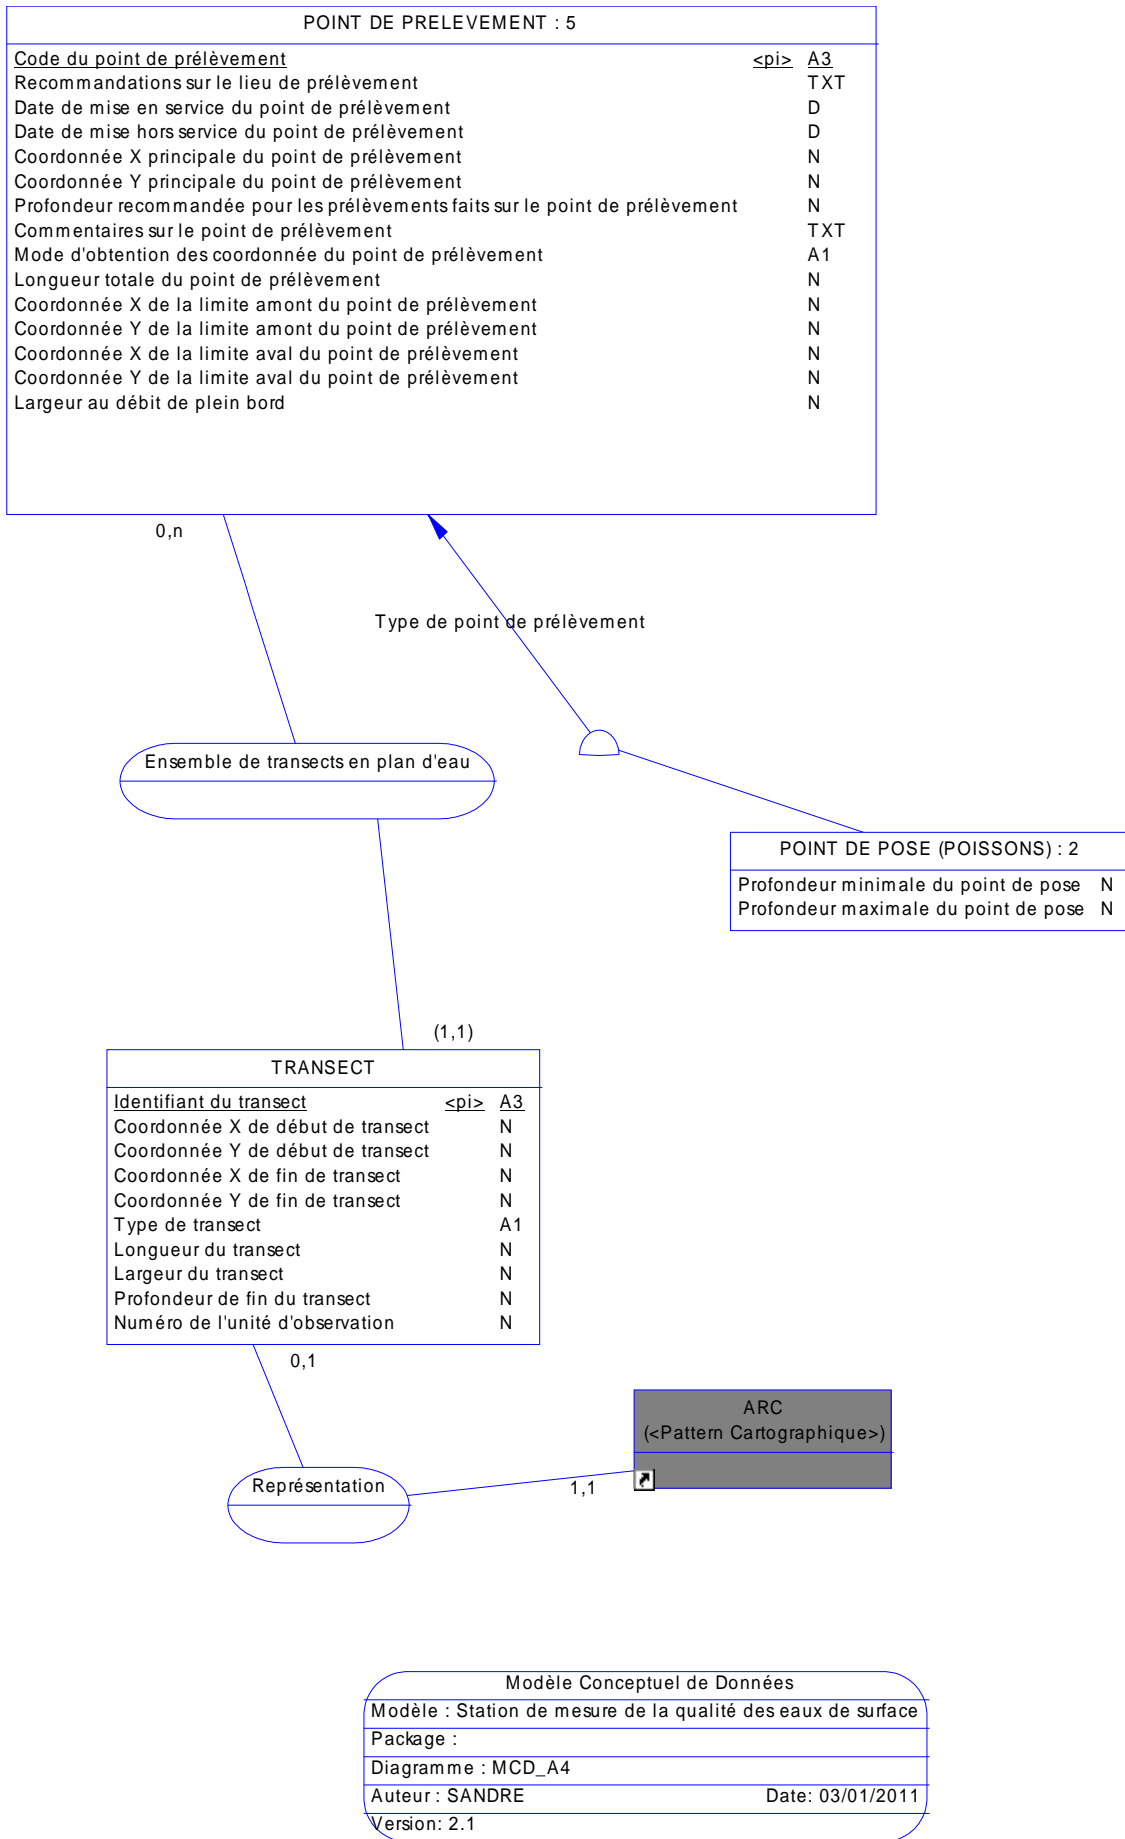 POINT DE PRELEVEMENT : 5
Code du point de prélèvement <pi> A3
Recommandations sur le lieu de prélèvement TXT
Date de mise en service du point de prélèvement D
Date de mise hors service du point de prélèvement D
Coordonnée X principale du point de prélèvement N
Coordonnée Y principale du point de prélèvement N
Profondeur recommandée pour les prélèvements faits sur le point de prélèvement N
Commentaires sur le point de prélèvement TXT
Mode d'obtention des coordonnée du point de prélèvement A1
Longueur totale du point de prélèvement N
Coordonnée X de la limite amont du point de prélèvement N
Coordonnée Y de la limite amont du point de prélèvement N
Coordonnée X de la limite aval du point de prélèvement N
Coordonnée Y de la limite aval du point de prélèvement N
Largeur au débit de plein bord N
0,n
Type de point de prélèvement
Ensemble de transects en plan d'eau
POINT DE POSE (POISSONS) : 2
Profondeur minimale du point de pose N
Profondeur maximale du point de pose N
(1,1)
TRANSECT
Identifiant du transect <pi> A3
Coordonnée X de début de transect N
Coordonnée Y de début de transect N
Coordonnée X de fin de transect N
Coordonnée Y de fin de transect N
Type de transect A1
Longueur du transect N
Largeur du transect N
Profondeur de fin du transect N
Numéro de l'unité d'observation N
0,1
ARC
(<Pattern Cartographique>)
Représentation
1,1
Modèle Conceptuel de Données
Modèle : Station de mesure de la qualité des eaux de surface
Package :
Diagramme : MCD_A4
Auteur : SANDRE Date: 03/01/2011
Version: 2.1